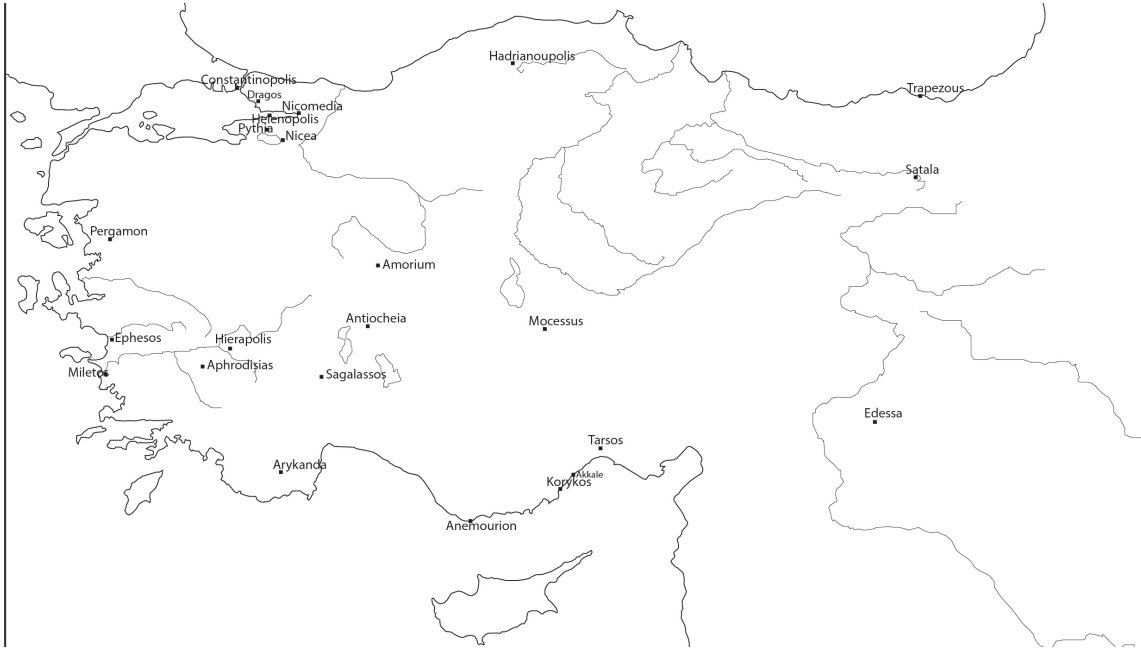 Hadrianoupolis
Constantinopolis
Trapezous
Dragos
Nicomedia
Helenopolis
Pythia
Nicea
Satala
Pergamon
Amorium
Antiocheia
Mocessus
Ephesos
Hierapolis
Aphrodisias
Miletos
Sagalassos
Edessa
Tarsos
Arykanda
Akkale
Korykos
Anemourion